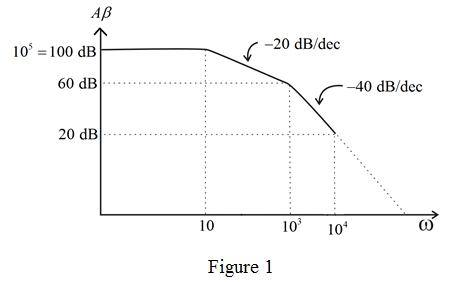 Aβ
10⁵ = 100 dB
−20 dB/dec
60 dB
−40 dB/dec
20 dB
10
10³
10⁴
ω
Figure 1